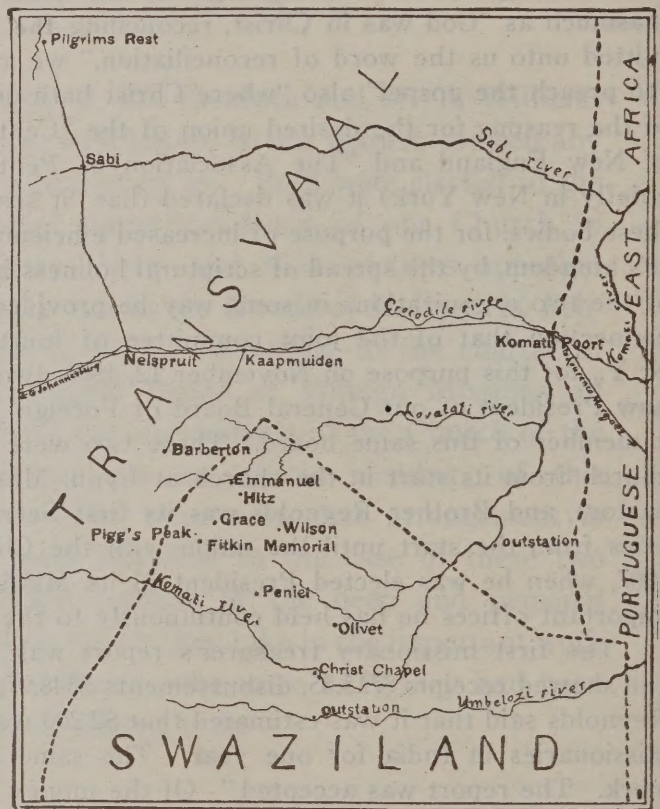 Pilgrims Rest
Sabi
Sabi river
TRANSVAAL
EAST AFRICA
PORTUGUESE
Crocodile river
Komati Poort
Komati
Nelspruit
Kaapmuiden
To Johannesburg
Kovatati river
Barberton
Emmanuel
Hitz
Grace
Wilson
Pigg's Peak
Fitkin Memorial
outstation
Peniel
Komati river
Olivet
Christ Chapel
outstation
Umbelozi river
SWAZILAND